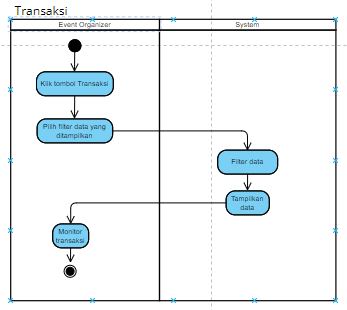 Transaksi
Event Organizer
System
Klik tombol Transaksi
Pilih filter data yang
ditampilkan
Filter data
Tampilkan
data
Monitor
transaksi